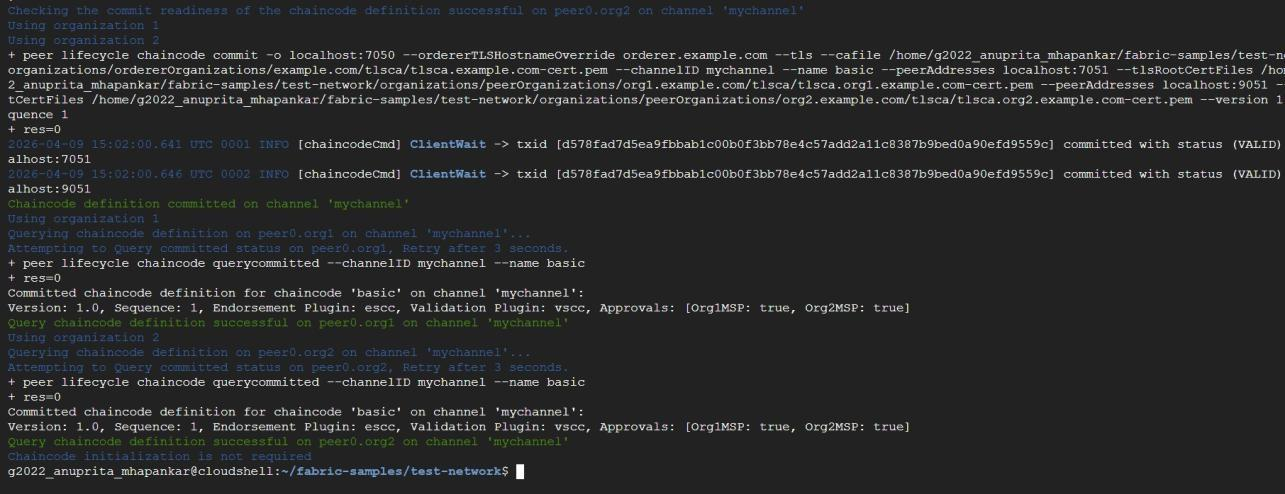 Checking the commit readiness of the chaincode definition successful on peer0.org2 on channel 'mychannel'
Using organization 1
Using organization 2
+ peer lifecycle chaincode commit -o localhost:7050 --ordererTLSHostnameOverride orderer.example.com --tls --cafile /home/g2022_anuprita_mhapankar/fabric-samples/test-n
organizations/ordererOrganizations/example.com/tlsca/tlsca.example.com-cert.pem --channelID mychannel --name basic --peerAddresses localhost:7051 --tlsRootCertFiles /ho
2_anuprita_mhapankar/fabric-samples/test-network/organizations/peerOrganizations/org1.example.com/tlsca/tlsca.org1.example.com-cert.pem --peerAddresses localhost:9051 -
tCertFiles /home/g2022_anuprita_mhapankar/fabric-samples/test-network/organizations/peerOrganizations/org2.example.com/tlsca/tlsca.org2.example.com-cert.pem --version 1
quence 1
+ res=0
2026-04-09 15:02:00.641 UTC 0001 INFO [chaincodeCmd] ClientWait -> txid [d578fad7d5ea9fbbab1c00b0f3bb78e4c57add2a11c8387b9bed0a90efd9559c] committed with status (VALID)
alhost:7051
2026-04-09 15:02:00.646 UTC 0002 INFO [chaincodeCmd] ClientWait -> txid [d578fad7d5ea9fbbab1c00b0f3bb78e4c57add2a11c8387b9bed0a90efd9559c] committed with status (VALID)
alhost:9051
Chaincode definition committed on channel 'mychannel'
Using organization 1
Querying chaincode definition on peer0.org1 on channel 'mychannel'...
Attempting to Query committed status on peer0.org1, Retry after 3 seconds.
+ peer lifecycle chaincode querycommitted --channelID mychannel --name basic
+ res=0
Committed chaincode definition for chaincode 'basic' on channel 'mychannel':
Version: 1.0, Sequence: 1, Endorsement Plugin: escc, Validation Plugin: vscc, Approvals: [Org1MSP: true, Org2MSP: true]
Query chaincode definition successful on peer0.org1 on channel 'mychannel'
Using organization 2
Querying chaincode definition on peer0.org2 on channel 'mychannel'...
Attempting to Query committed status on peer0.org2, Retry after 3 seconds.
+ peer lifecycle chaincode querycommitted --channelID mychannel --name basic
+ res=0
Committed chaincode definition for chaincode 'basic' on channel 'mychannel':
Version: 1.0, Sequence: 1, Endorsement Plugin: escc, Validation Plugin: vscc, Approvals: [Org1MSP: true, Org2MSP: true]
Query chaincode definition successful on peer0.org2 on channel 'mychannel'
Chaincode initialization is not required
g2022_anuprita_mhapankar@cloudshell:~/fabric-samples/test-network$